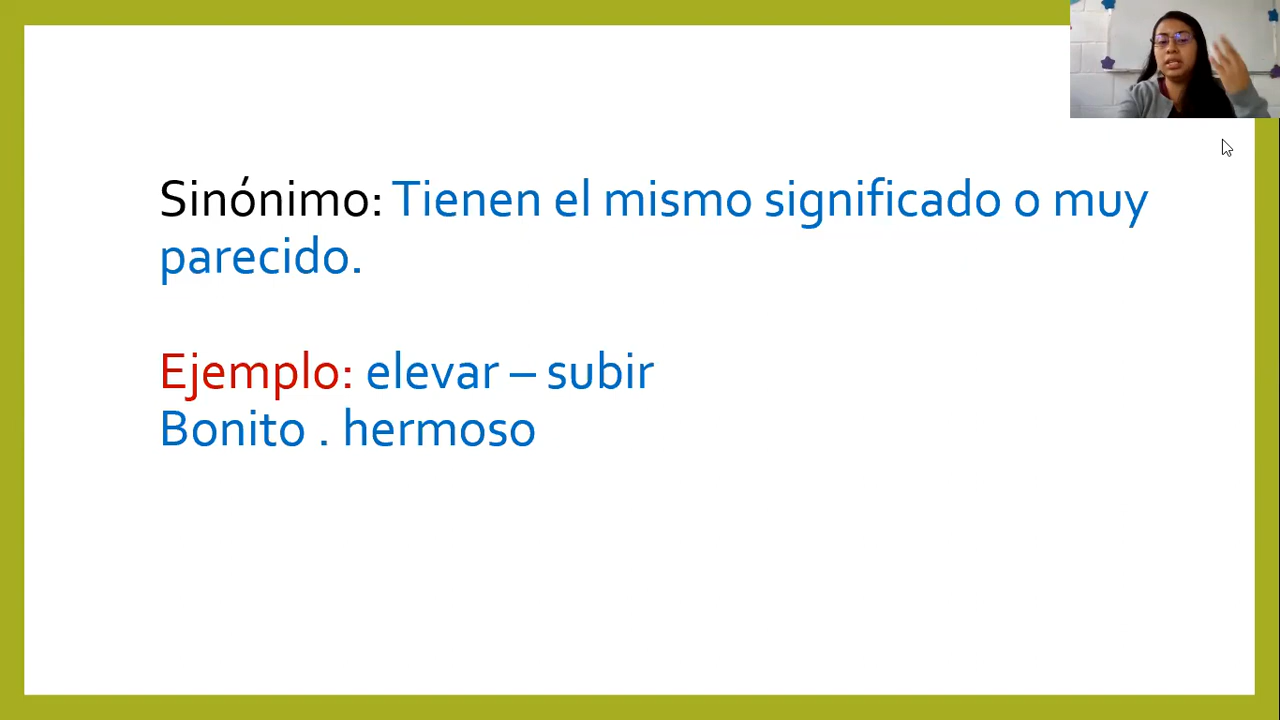 Sinónimo: Tienen el mismo significado o muy
parecido.
Ejemplo: elevar – subir
Bonito . hermoso